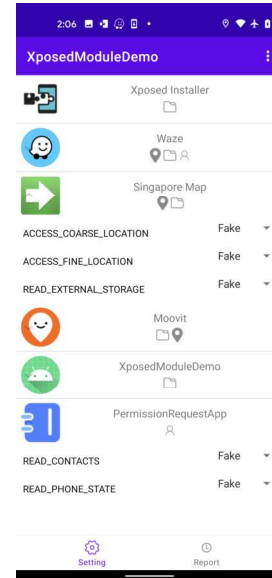 2:06
XposedModuleDemo
Xposed Installer
Waze
Singapore Map
ACCESS_COARSE_LOCATION Fake
ACCESS_FINE_LOCATION Fake
READ_EXTERNAL_STORAGE Fake
Moovit
XposedModuleDemo
PermissionRequestApp
READ_CONTACTS Fake
READ_PHONE_STATE Fake
Setting Report